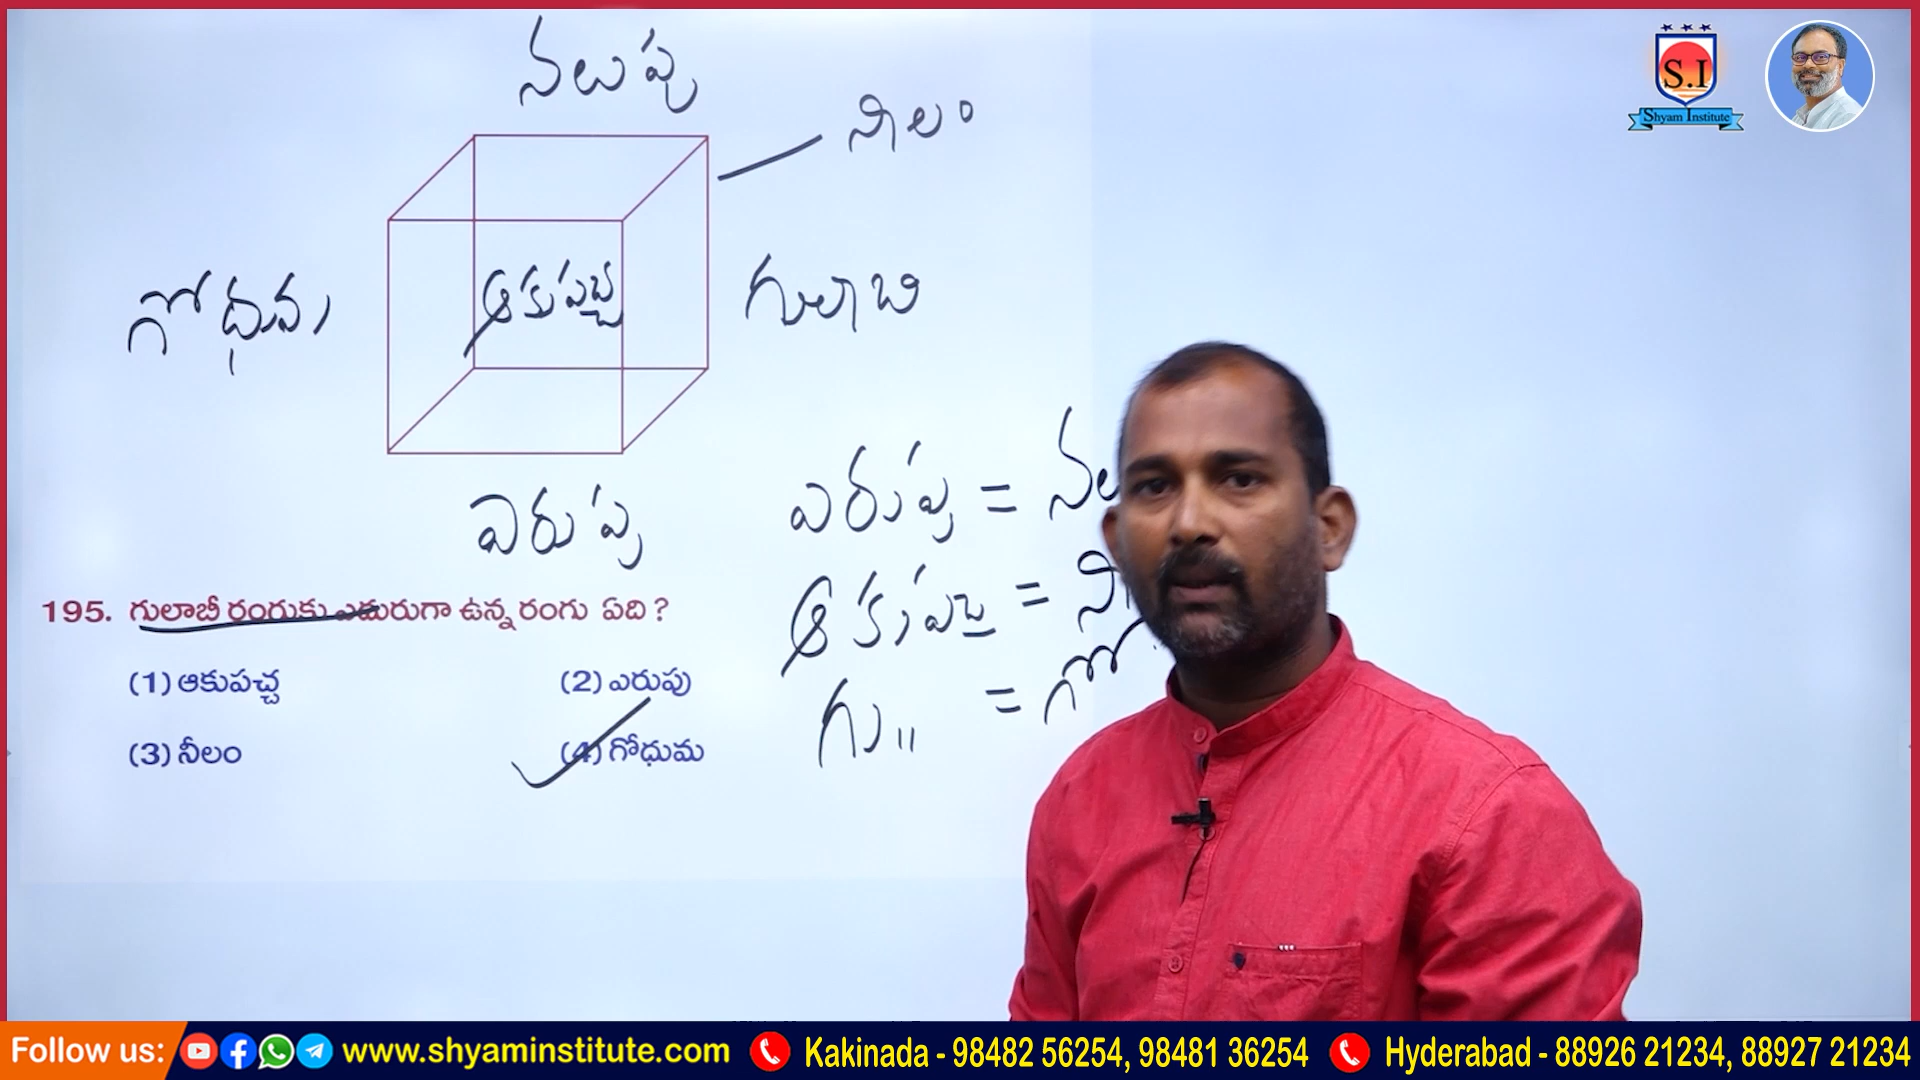 నలుపు
నీలం
S.I
Shyam Institute
గోధుమ
ఆకుపచ్చ
గులాబి
ఎరుపు
ఎరుపు =
ఆకుపచ్చ =
గు॥ =
195. గులాబీ రంగుకు ఎదురుగా ఉన్న రంగు ఏది ?
(1) ఆకుపచ్చ (2) ఎరుపు
(3) నీలం (4) గోధుమ
Follow us: www.shyaminstitute.com Kakinada - 98482 56254, 98481 36254 Hyderabad - 88926 21234, 88927 21234